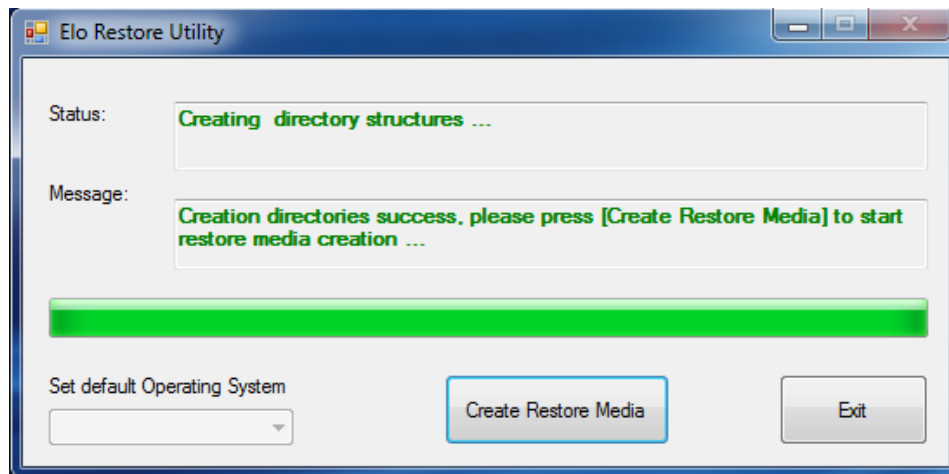 Elo Restore Utility
Status:
Creating directory structures ...
Message:
Creation directories success, please press [Create Restore Media] to start
restore media creation ...
Set default Operating System
Create Restore Media
Exit